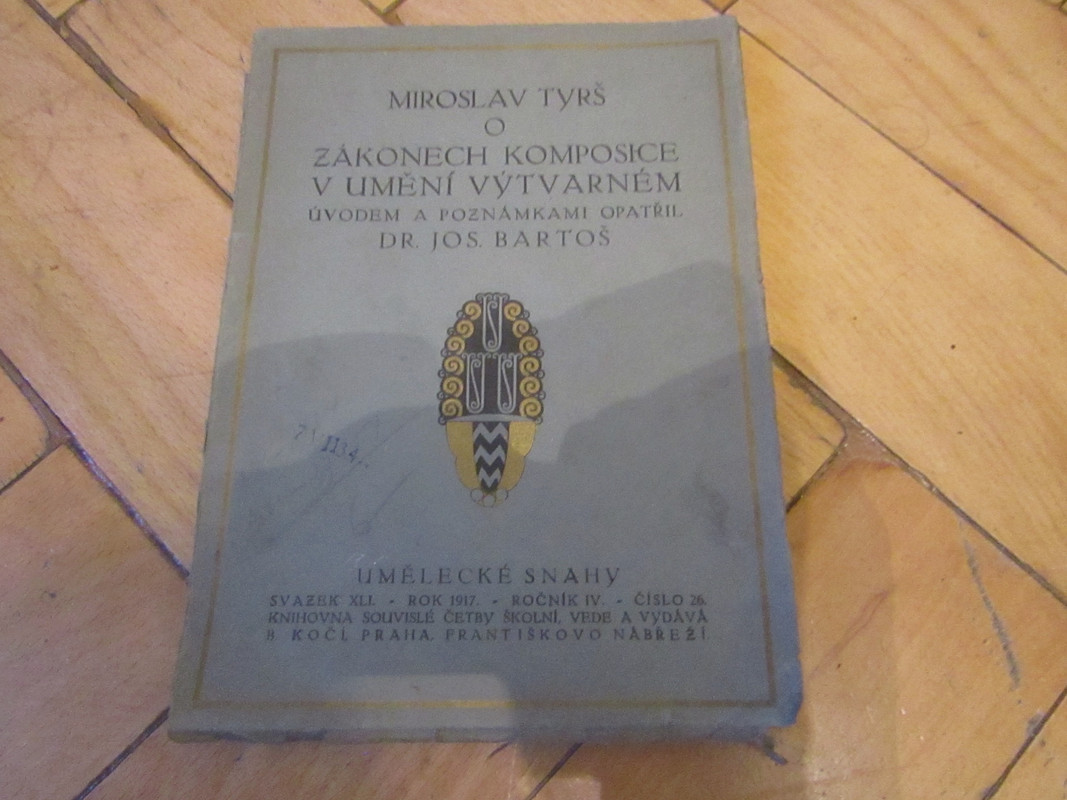 MIROSLAV TYRŠ
O
ZÁKONECH KOMPOSICE
V UMĚNÍ VÝTVARNÉM
ÚVODEM A POZNÁMKAMI OPATŘIL
DR. JOS. BARTOŠ
UMĚLECKÉ SNAHY
SVAZEK XLI. - ROK 1917. - ROČNÍK IV. - ČÍSLO 26.
KNIHOVNA SOUVISLÉ ČETBY ŠKOLNÍ, VEDE A VYDÁVÁ
B. KOČÍ, PRAHA, FRANTIŠKOVO NÁBŘEŽÍ